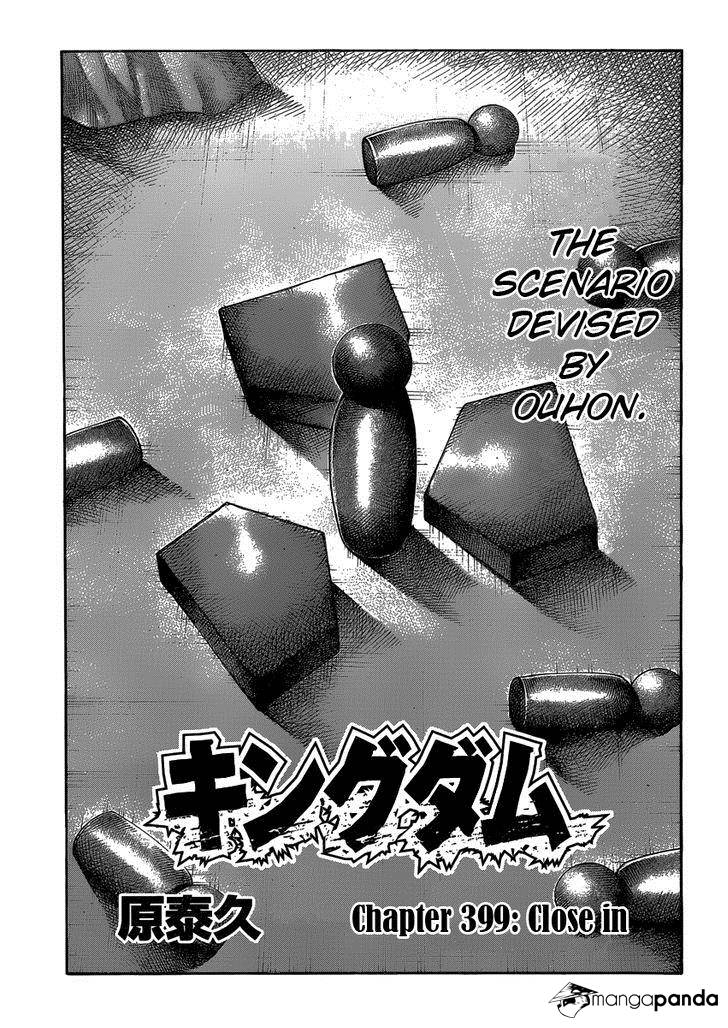 THE
SCENARIO
DEVISED
BY
OUHON.
キングダム
原泰久
Chapter 399: Close in
mangapanda